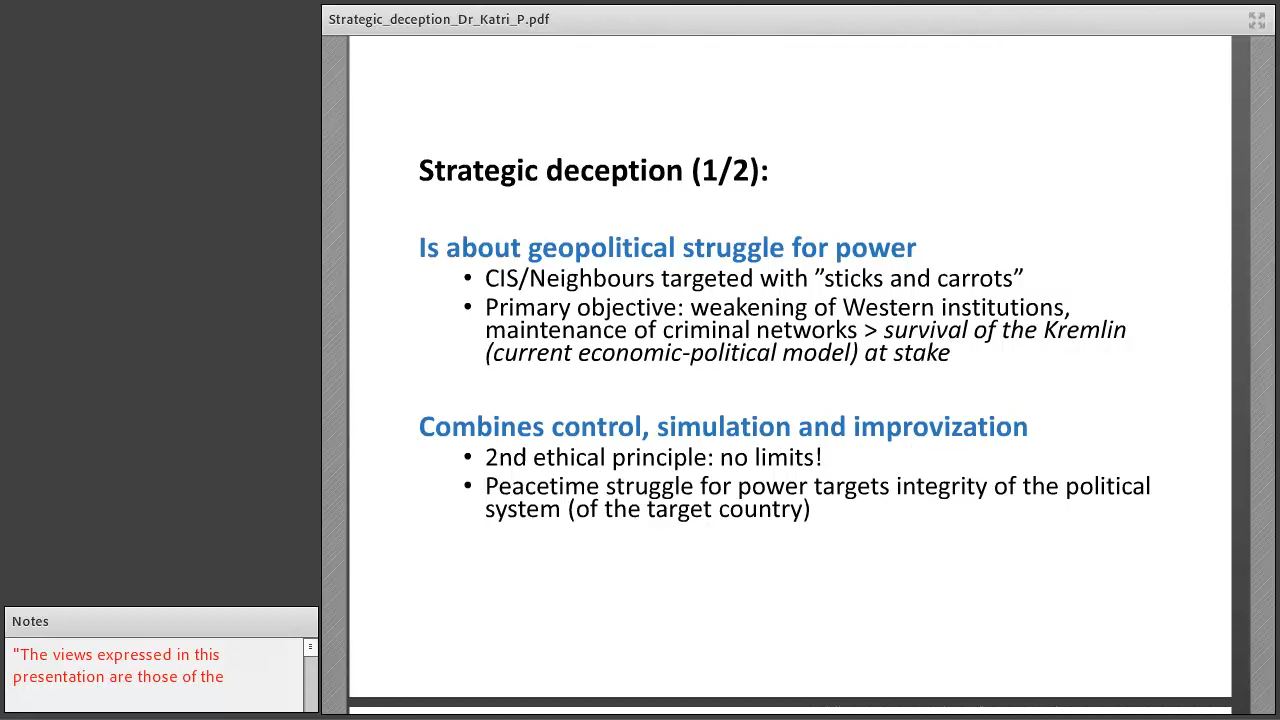 Strategic_deception_Dr_Katri_P.pdf
Strategic deception (1/2):
Is about geopolitical struggle for power
• CIS/Neighbours targeted with ”sticks and carrots”
• Primary objective: weakening of Western institutions,
maintenance of criminal networks > survival of the Kremlin
(current economic-political model) at stake
Combines control, simulation and improvization
• 2nd ethical principle: no limits!
• Peacetime struggle for power targets integrity of the political
system (of the target country)
Notes
"The views expressed in this
presentation are those of the